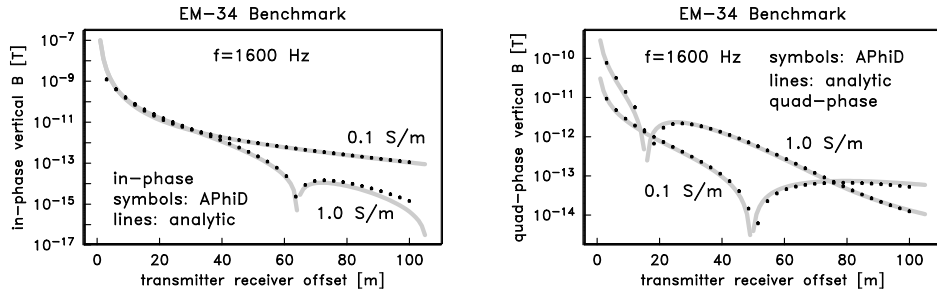 EM-34 Benchmark
in-phase vertical B [T]
10−7
10−9
10−11
10−13
10−15
10−17
f=1600 Hz
0.1 S/m
in-phase
symbols: APhiD
lines: analytic
1.0 S/m
0 20 40 60 80 100
transmitter receiver offset [m]
EM-34 Benchmark
quad-phase vertical B [T]
10−10
10−11
10−12
10−13
10−14
f=1600 Hz
symbols: APhiD
lines: analytic
quad-phase
1.0 S/m
0.1 S/m
0 20 40 60 80 100
transmitter receiver offset [m]